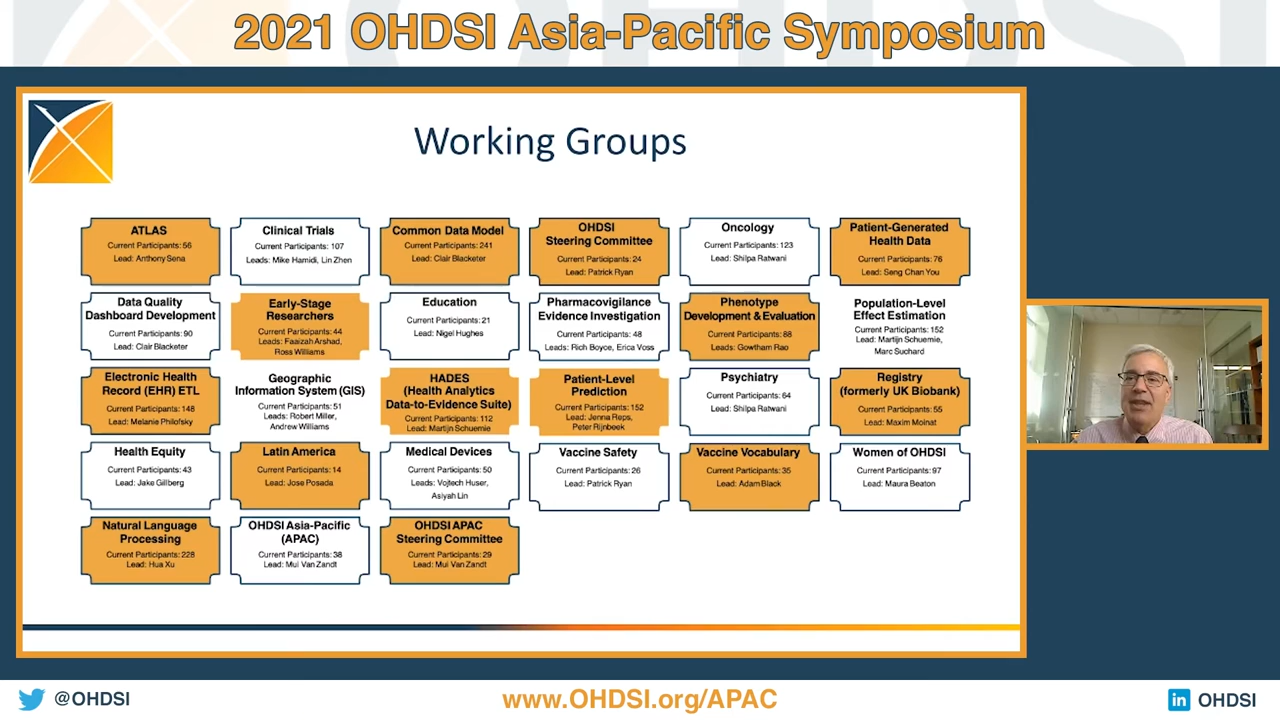 2021 OHDSI Asia-Pacific Symposium
Working Groups
ATLAS
Current Participants: 56
Lead: Anthony Sena
Clinical Trials
Current Participants: 107
Leads: Mike Hamidi, Lin Zhen
Common Data Model
Current Participants: 241
Lead: Clair Blacketer
OHDSI
Steering Committee
Current Participants: 24
Lead: Patrick Ryan
Oncology
Current Participants: 123
Lead: Shilpa Ratwani
Patient-Generated
Health Data
Current Participants: 76
Lead: Seng Chan You
Data Quality
Dashboard Development
Current Participants: 90
Lead: Clair Blacketer
Early-Stage
Researchers
Current Participants: 44
Leads: Faaizah Arshad,
Ross Williams
Education
Current Participants: 21
Lead: Nigel Hughes
Pharmacovigilance
Evidence Investigation
Current Participants: 48
Leads: Rich Boyce, Erica Voss
Phenotype
Development & Evaluation
Current Participants: 88
Leads: Gowtham Rao
Population-Level
Effect Estimation
Current Participants: 152
Lead: Martijn Schuemie,
Marc Suchard
Electronic Health
Record (EHR) ETL
Current Participants: 148
Lead: Melanie Philofsky
Geographic
Information System (GIS)
Current Participants: 51
Leads: Robert Miller,
Andrew Williams
HADES
(Health Analytics
Data-to-Evidence Suite)
Current Participants: 112
Lead: Martijn Schuemie
Patient-Level
Prediction
Current Participants: 152
Lead: Jenna Reps,
Peter Rijnbeek
Psychiatry
Current Participants: 64
Lead: Shilpa Ratwani
Registry
(formerly UK Biobank)
Current Participants: 55
Lead: Maxim Moinat
Health Equity
Current Participants: 43
Lead: Jake Gillberg
Latin America
Current Participants: 14
Lead: Jose Posada
Medical Devices
Current Participants: 50
Leads: Vojtech Huser,
Asiyah Lin
Vaccine Safety
Current Participants: 26
Lead: Patrick Ryan
Vaccine Vocabulary
Current Participants: 35
Lead: Adam Black
Women of OHDSI
Current Participants: 97
Lead: Maura Beaton
Natural Language
Processing
Current Participants: 228
Lead: Hua Xu
OHDSI Asia-Pacific
(APAC)
Current Participants: 38
Lead: Mui Van Zandt
OHDSI APAC
Steering Committee
Current Participants: 29
Lead: Mui Van Zandt
@OHDSI
www.OHDSI.org/APAC
in OHDSI